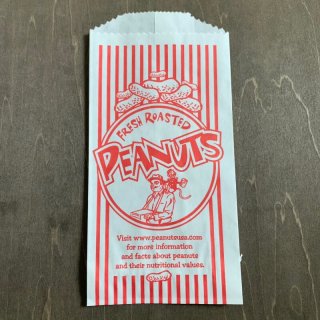 FRESH ROASTED
PEANUTS
Visit www.peanutsusa.com
for more information
and facts about peanuts
and their nutritional values.